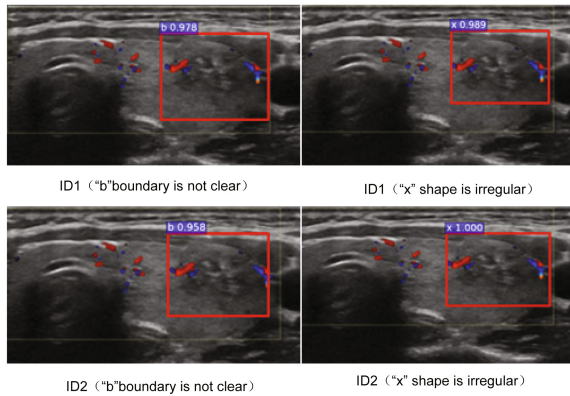 b 0.978
x 0.989
ID1（“b”boundary is not clear）
ID1（“x” shape is irregular）
b 0.958
x 1.000
ID2（“b”boundary is not clear）
ID2（“x” shape is irregular）